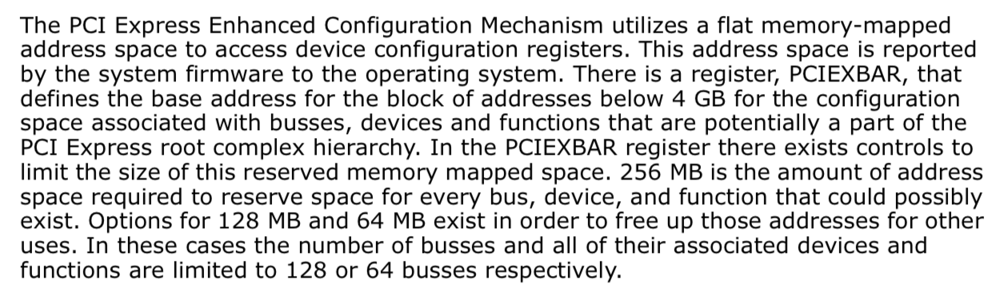 The PCI Express Enhanced Configuration Mechanism utilizes a flat memory-mapped
address space to access device configuration registers. This address space is reported
by the system firmware to the operating system. There is a register, PCIEXBAR, that
defines the base address for the block of addresses below 4 GB for the configuration
space associated with busses, devices and functions that are potentially a part of the
PCI Express root complex hierarchy. In the PCIEXBAR register there exists controls to
limit the size of this reserved memory mapped space. 256 MB is the amount of address
space required to reserve space for every bus, device, and function that could possibly
exist. Options for 128 MB and 64 MB exist in order to free up those addresses for other
uses. In these cases the number of busses and all of their associated devices and
functions are limited to 128 or 64 busses respectively.